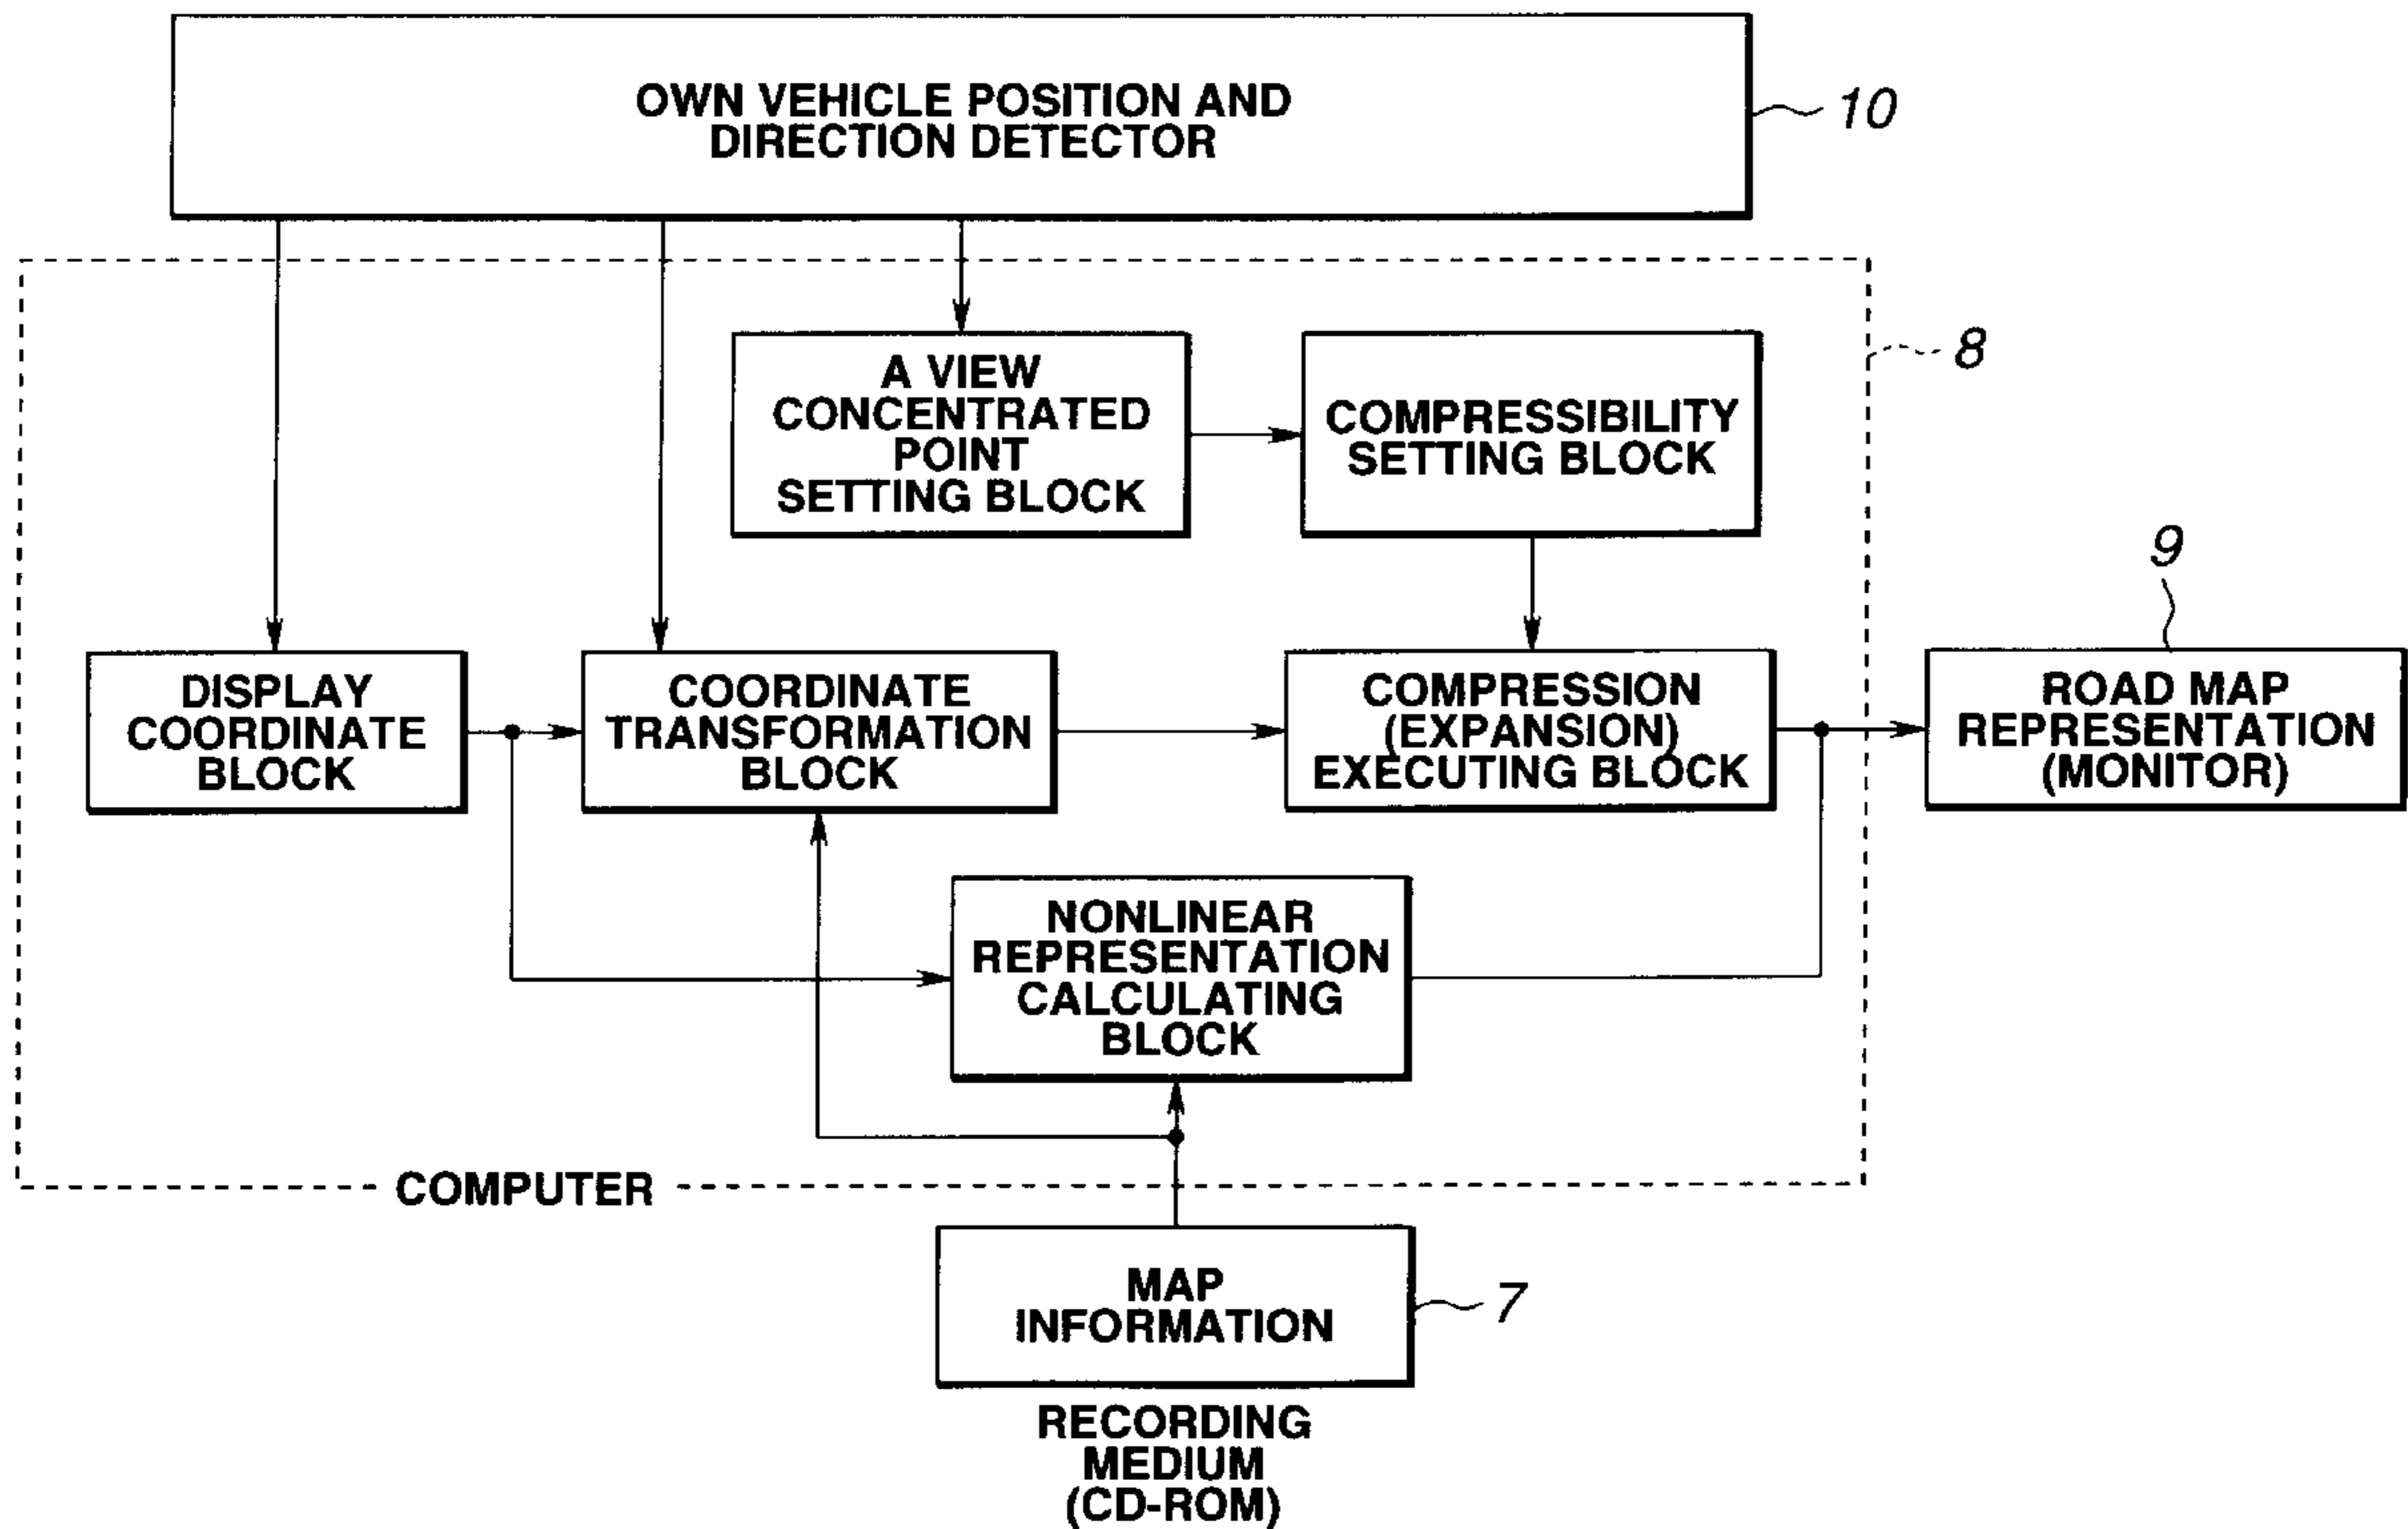 OWN VEHICLE POSITION AND
DIRECTION DETECTOR
10
A VIEW
CONCENTRATED
POINT
SETTING BLOCK
COMPRESSIBILITY
SETTING BLOCK
8
9
DISPLAY
COORDINATE
BLOCK
COORDINATE
TRANSFORMATION
BLOCK
COMPRESSION
(EXPANSION)
EXECUTING BLOCK
ROAD MAP
REPRESENTATION
(MONITOR)
NONLINEAR
REPRESENTATION
CALCULATING
BLOCK
COMPUTER
MAP
INFORMATION
7
RECORDING
MEDIUM
(CD-ROM)